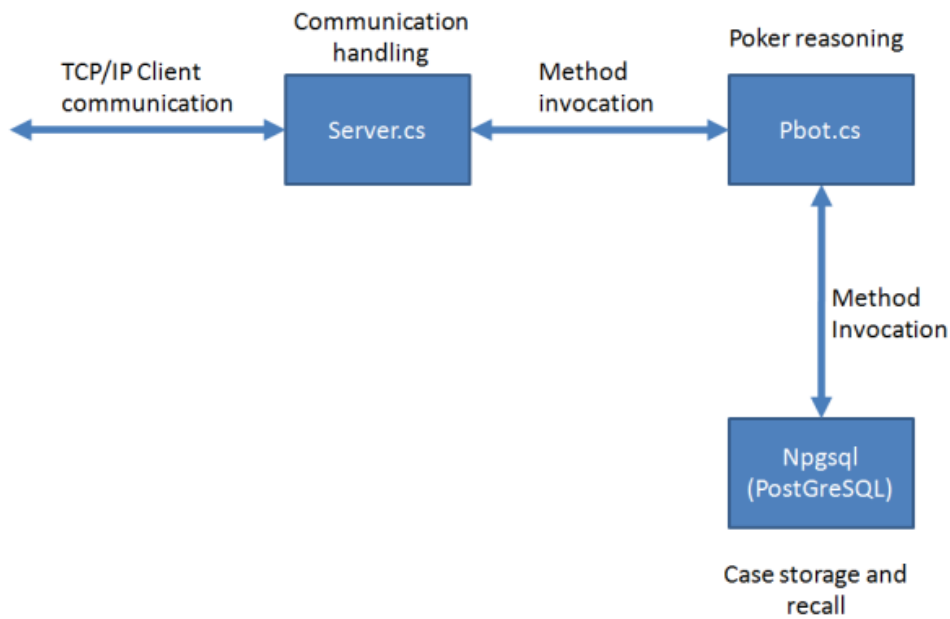 Communication
handling
Poker reasoning
TCP/IP Client
communication
Method
invocation
Server.cs
Pbot.cs
Method
Invocation
Npgsql
(PostGreSQL)
Case storage and
recall